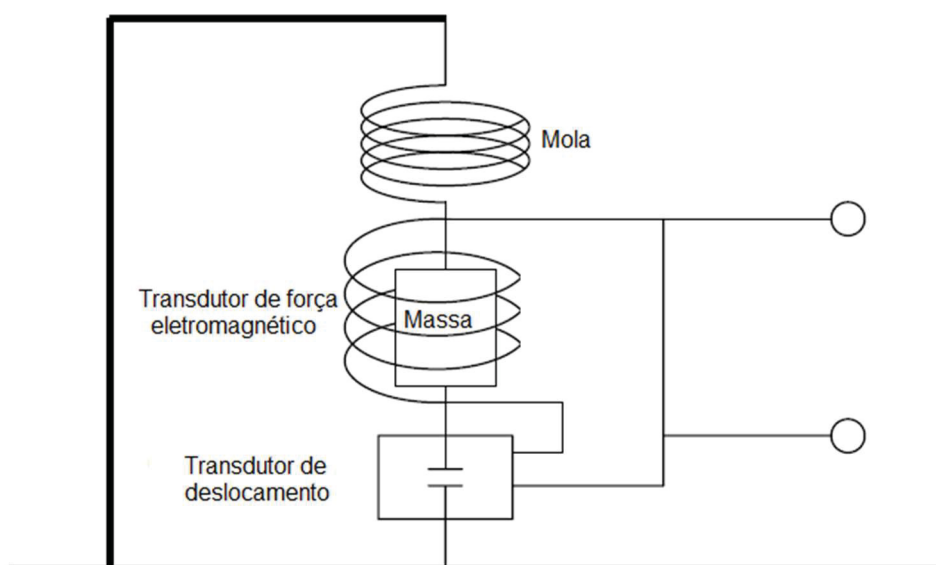 Mola
Transdutor de força
eletromagnético
Massa
Transdutor de
deslocamento